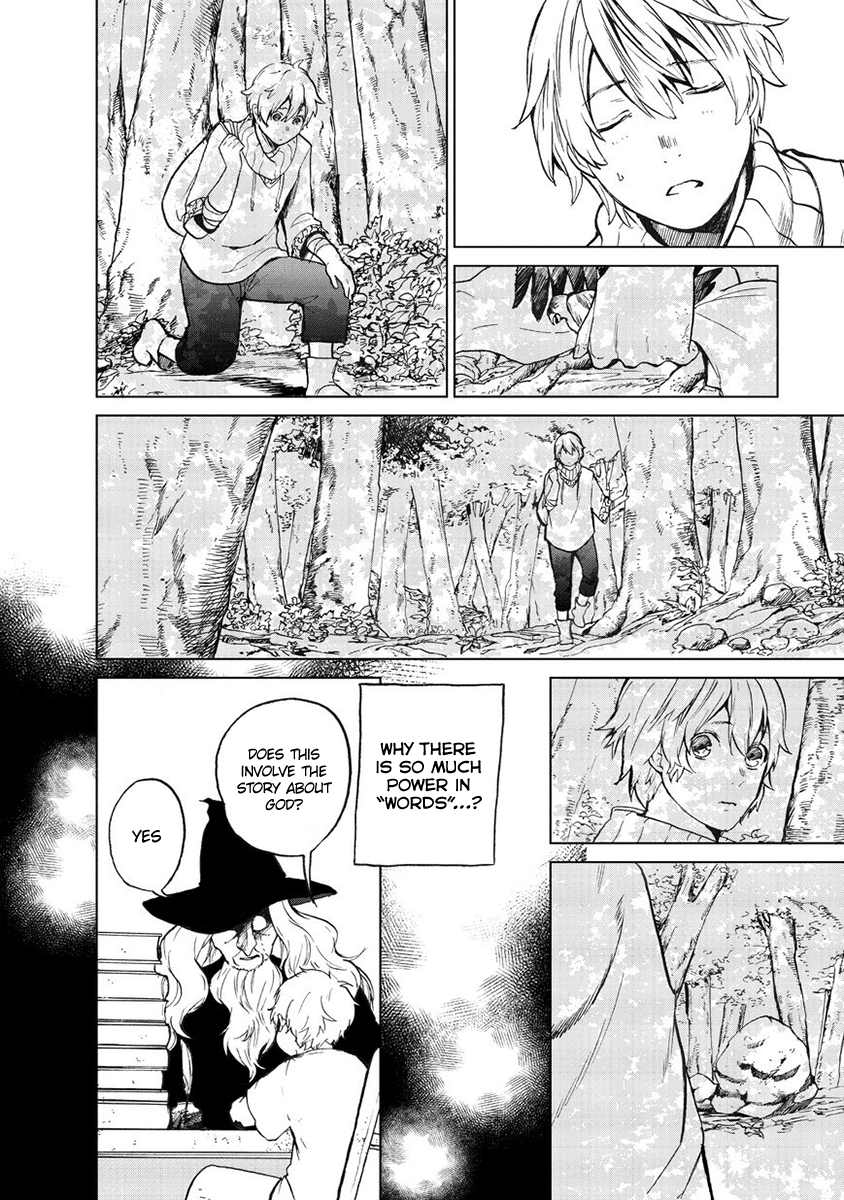 WHY THERE
IS SO MUCH
POWER IN
"WORDS"...?
DOES THIS
INVOLVE THE
STORY ABOUT
GOD?
YES